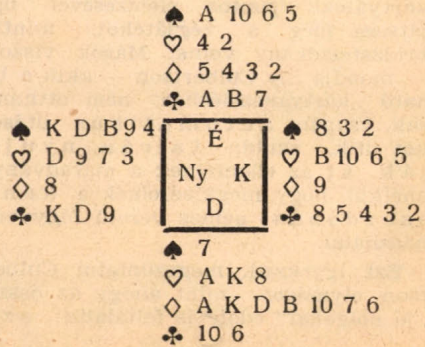 ♠ A 10 6 5
♡ 4 2
♢ 5 4 3 2
♣ A B 7
♠ K D B 9 4
♡ D 9 7 3
♢ 8
♣ K D 9
É
Ny K
D
♠ 8 3 2
♡ B 10 6 5
♢ 9
♣ 8 5 4 3 2
♠ 7
♡ A K 8
♢ A K D B 10 7 6
♣ 10 6